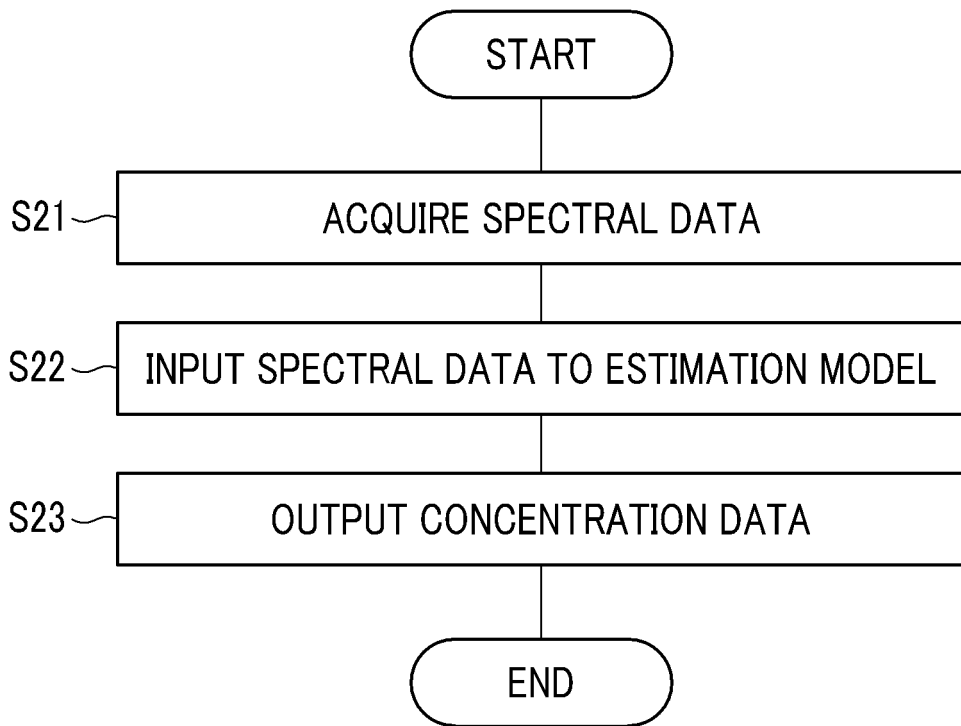 START
S21 ACQUIRE SPECTRAL DATA
S22 INPUT SPECTRAL DATA TO ESTIMATION MODEL
S23 OUTPUT CONCENTRATION DATA
END